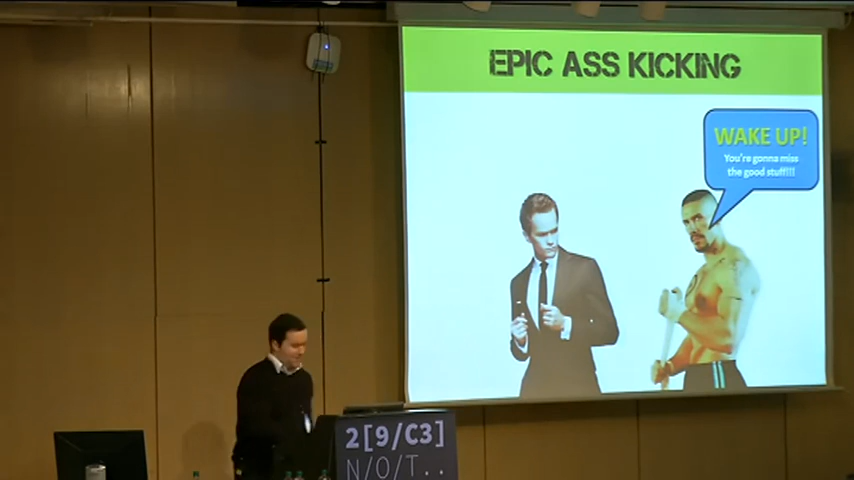 EPIC ASS KICKING
WAKE UP!
You're gonna miss
the good stuff!!!
2[9/C3]
N/O/T..